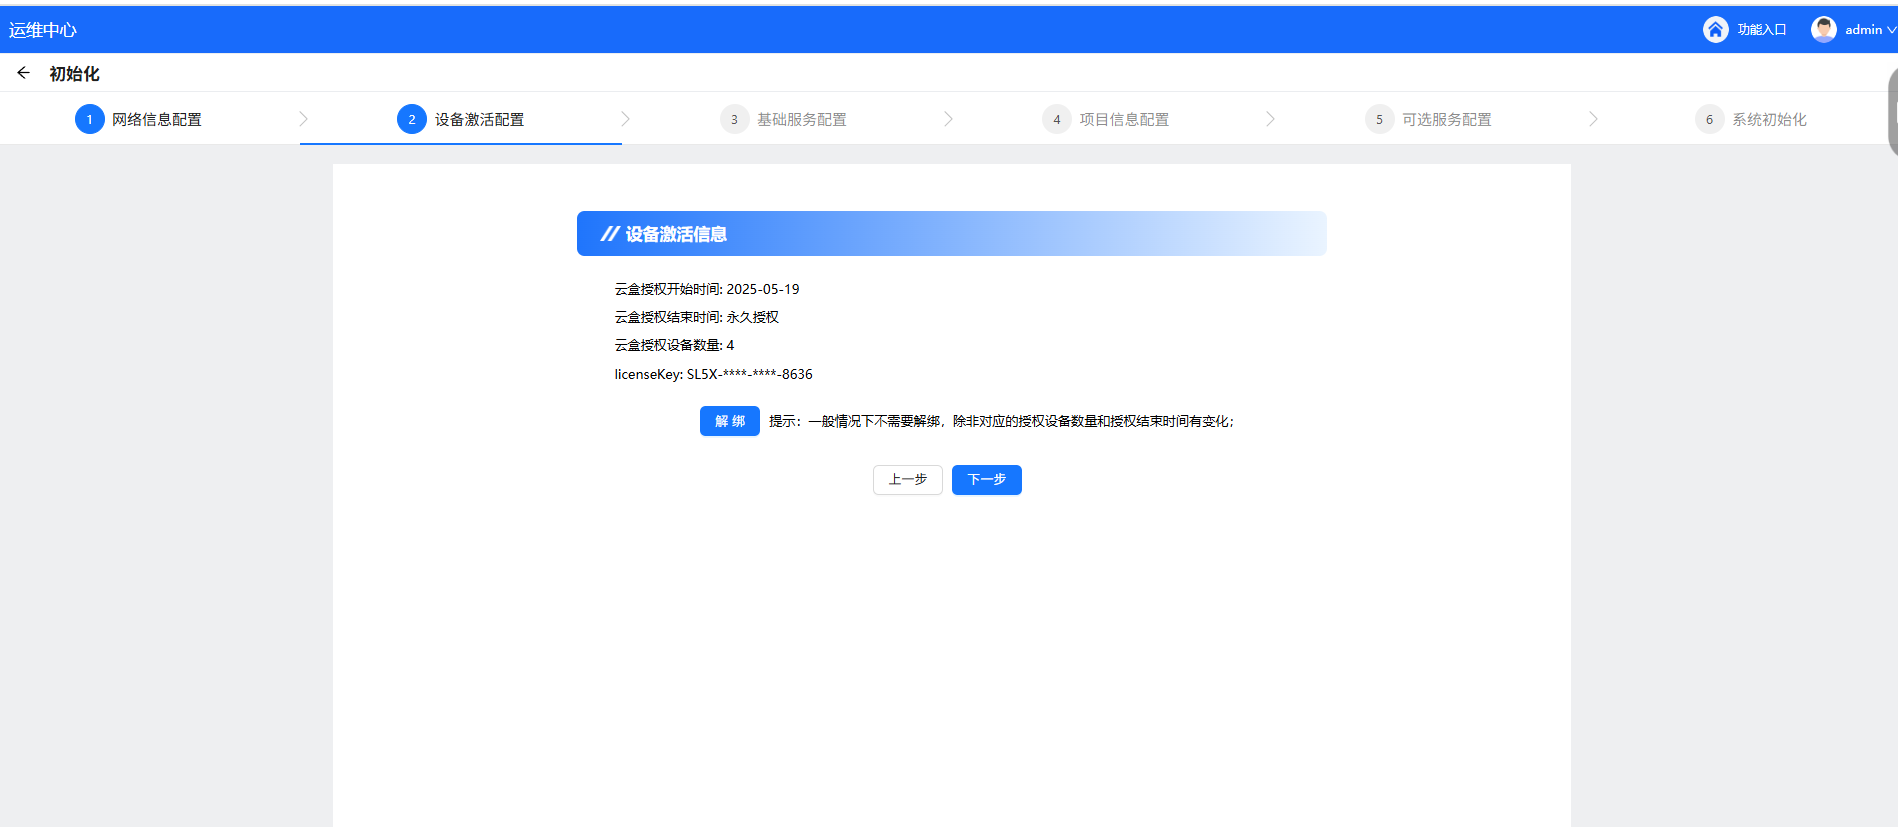 运维中心
功能入口
admin
初始化
1 网络信息配置
2 设备激活配置
3 基础服务配置
4 项目信息配置
5 可选服务配置
6 系统初始化
// 设备激活信息
云盒授权开始时间: 2025-05-19
云盒授权结束时间: 永久授权
云盒授权设备数量: 4
licenseKey: SL5X-****-****-8636
解 绑 提示：一般情况下不需要解绑，除非对应的授权设备数量和授权结束时间有变化；
上一步 下一步